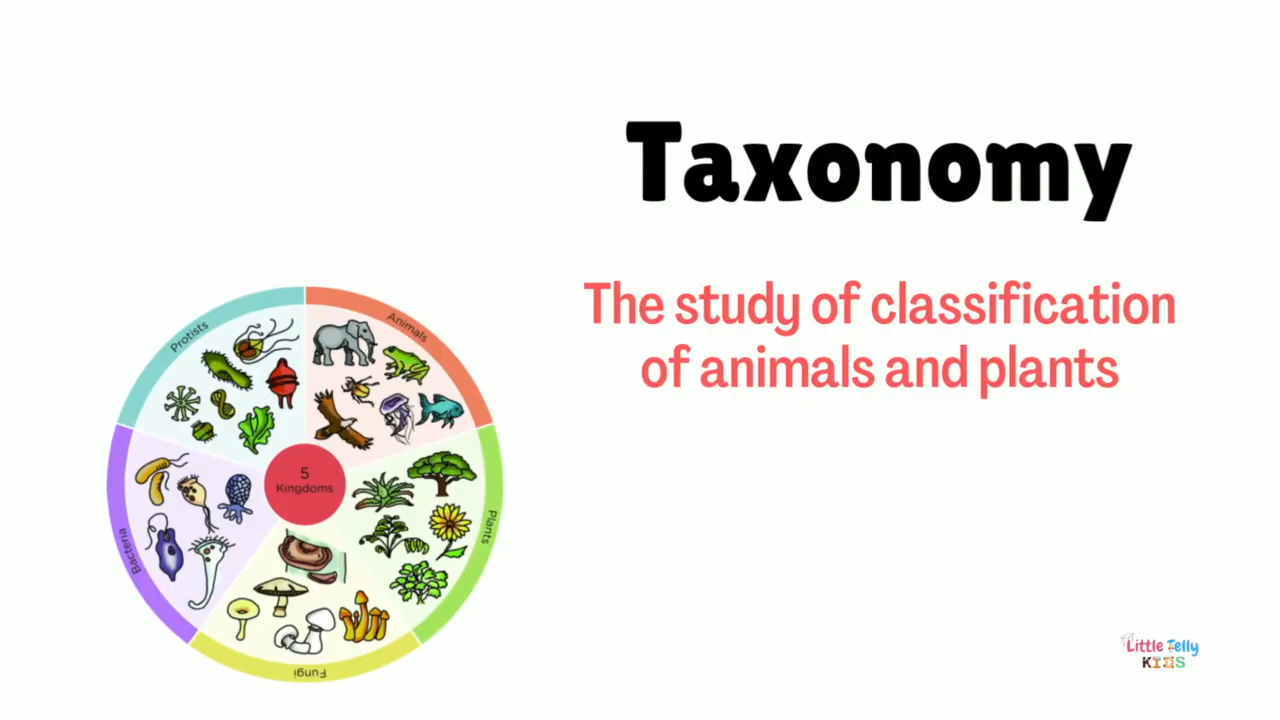 Taxonomy
The study of classification
of animals and plants
Protists
Animals
5
Kingdoms
Plants
Bacteria
Fungi
Little Telly
KIDS